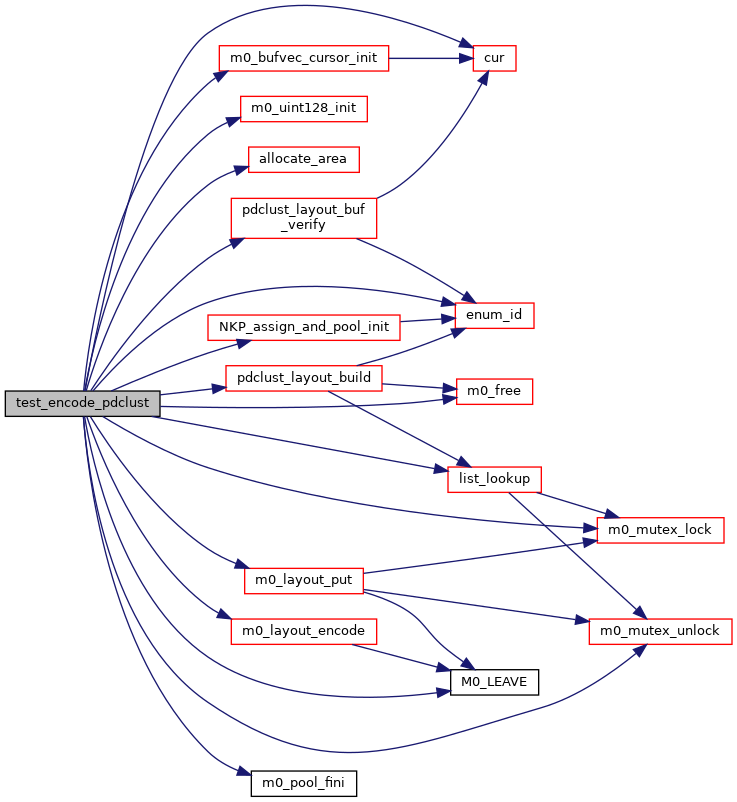 cur
m0_bufvec_cursor_init
m0_uint128_init
allocate_area
pdclust_layout_buf
_verify
enum_id
NKP_assign_and_pool_init
pdclust_layout_build
m0_free
test_encode_pdclust
list_lookup
m0_mutex_lock
m0_layout_put
m0_layout_encode
m0_mutex_unlock
M0_LEAVE
m0_pool_fini